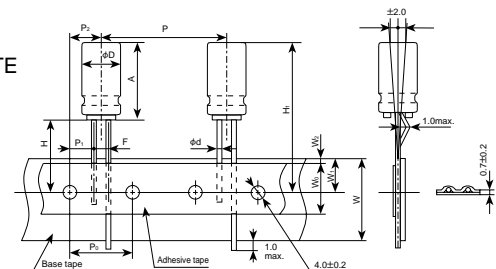 ±2.0
P2
P
TE
φD
A
H1
1.0max.
H
P1
F
φd
W2
W0
W1
W
0.7±0.2
P0
1.0
max.
Base tape
Adhesive tape
4.0±0.2